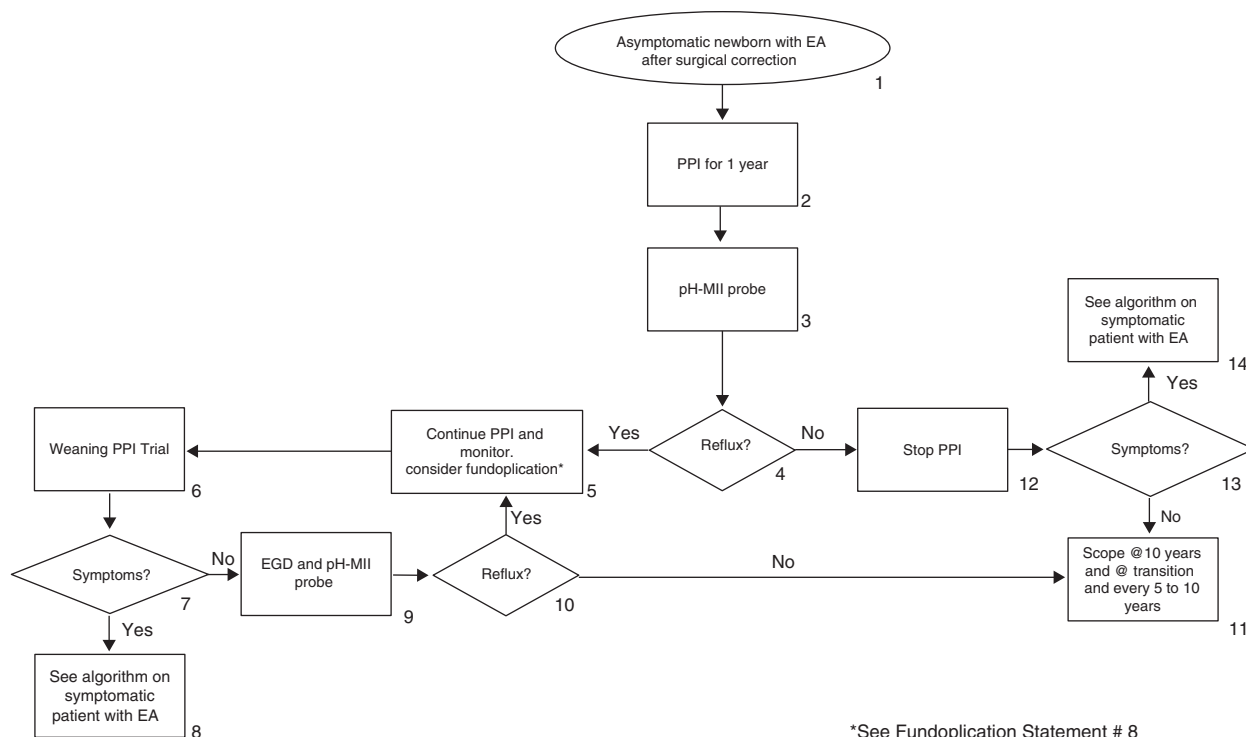 Asymptomatic newborn with EA
after surgical correction
1
PPI for 1 year
2
pH-MII probe
3
See algorithm on
symptomatic
patient with EA
14
Yes
Weaning PPI Trial
6
Continue PPI and
monitor.
consider fundoplication*
5
Yes
Reflux?
4
No
Stop PPI
12
Symptoms?
13
No
Symptoms?
7
No
EGD and pH-MII
probe
9
Yes
Reflux?
10
No
Scope @10 years
and @ transition
and every 5 to 10
years
11
Yes
See algorithm on
symptomatic
patient with EA
8
*See Fundoplication Statement # 8